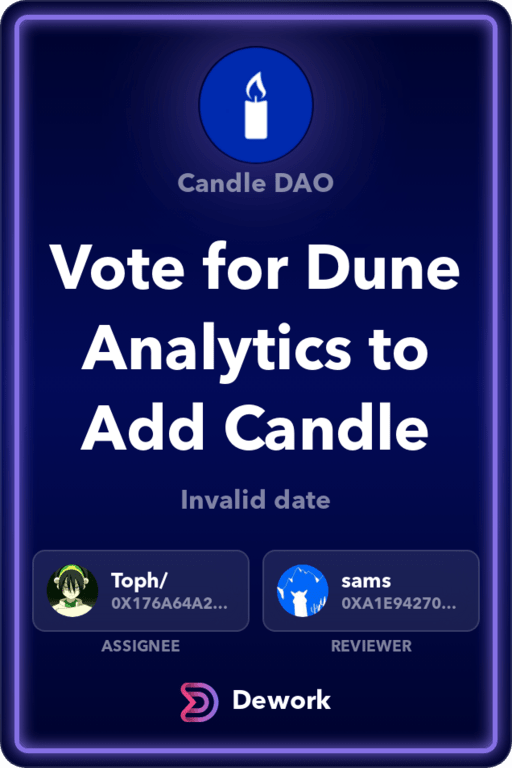 Candle DAO
Vote for Dune
Analytics to
Add Candle
Invalid date
Toph/
0X176A64A2...
sams
0XA1E94270...
ASSIGNEE
REVIEWER
Dework